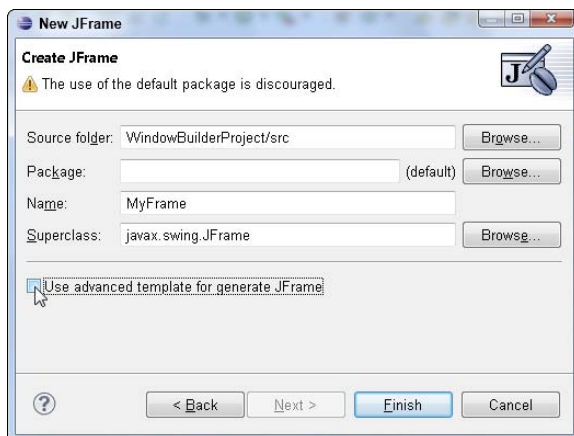 New JFrame
Create JFrame
The use of the default package is discouraged.
Source folder: WindowBuilderProject/src Browse...
Package: (default) Browse...
Name: MyFrame
Superclass: javax.swing.JFrame Browse...
Use advanced template for generate JFrame
? < Back Next > Finish Cancel